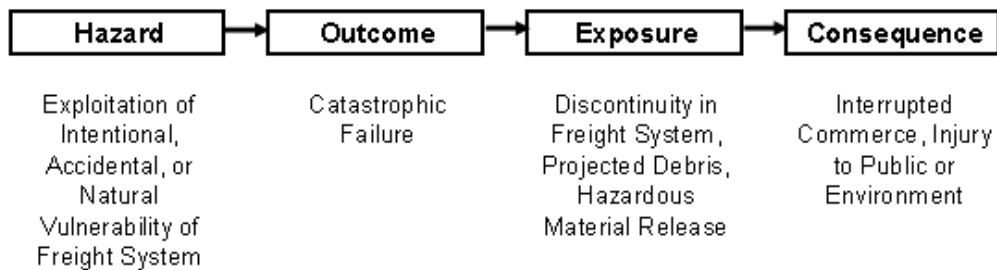 Hazard
Outcome
Exposure
Consequence
Exploitation of
Intentional,
Accidental, or
Natural
Vulnerability of
Freight System
Catastrophic
Failure
Discontinuity in
Freight System,
Projected Debris,
Hazardous
Material Release
Interrupted
Commerce, Injury
to Public or
Environment